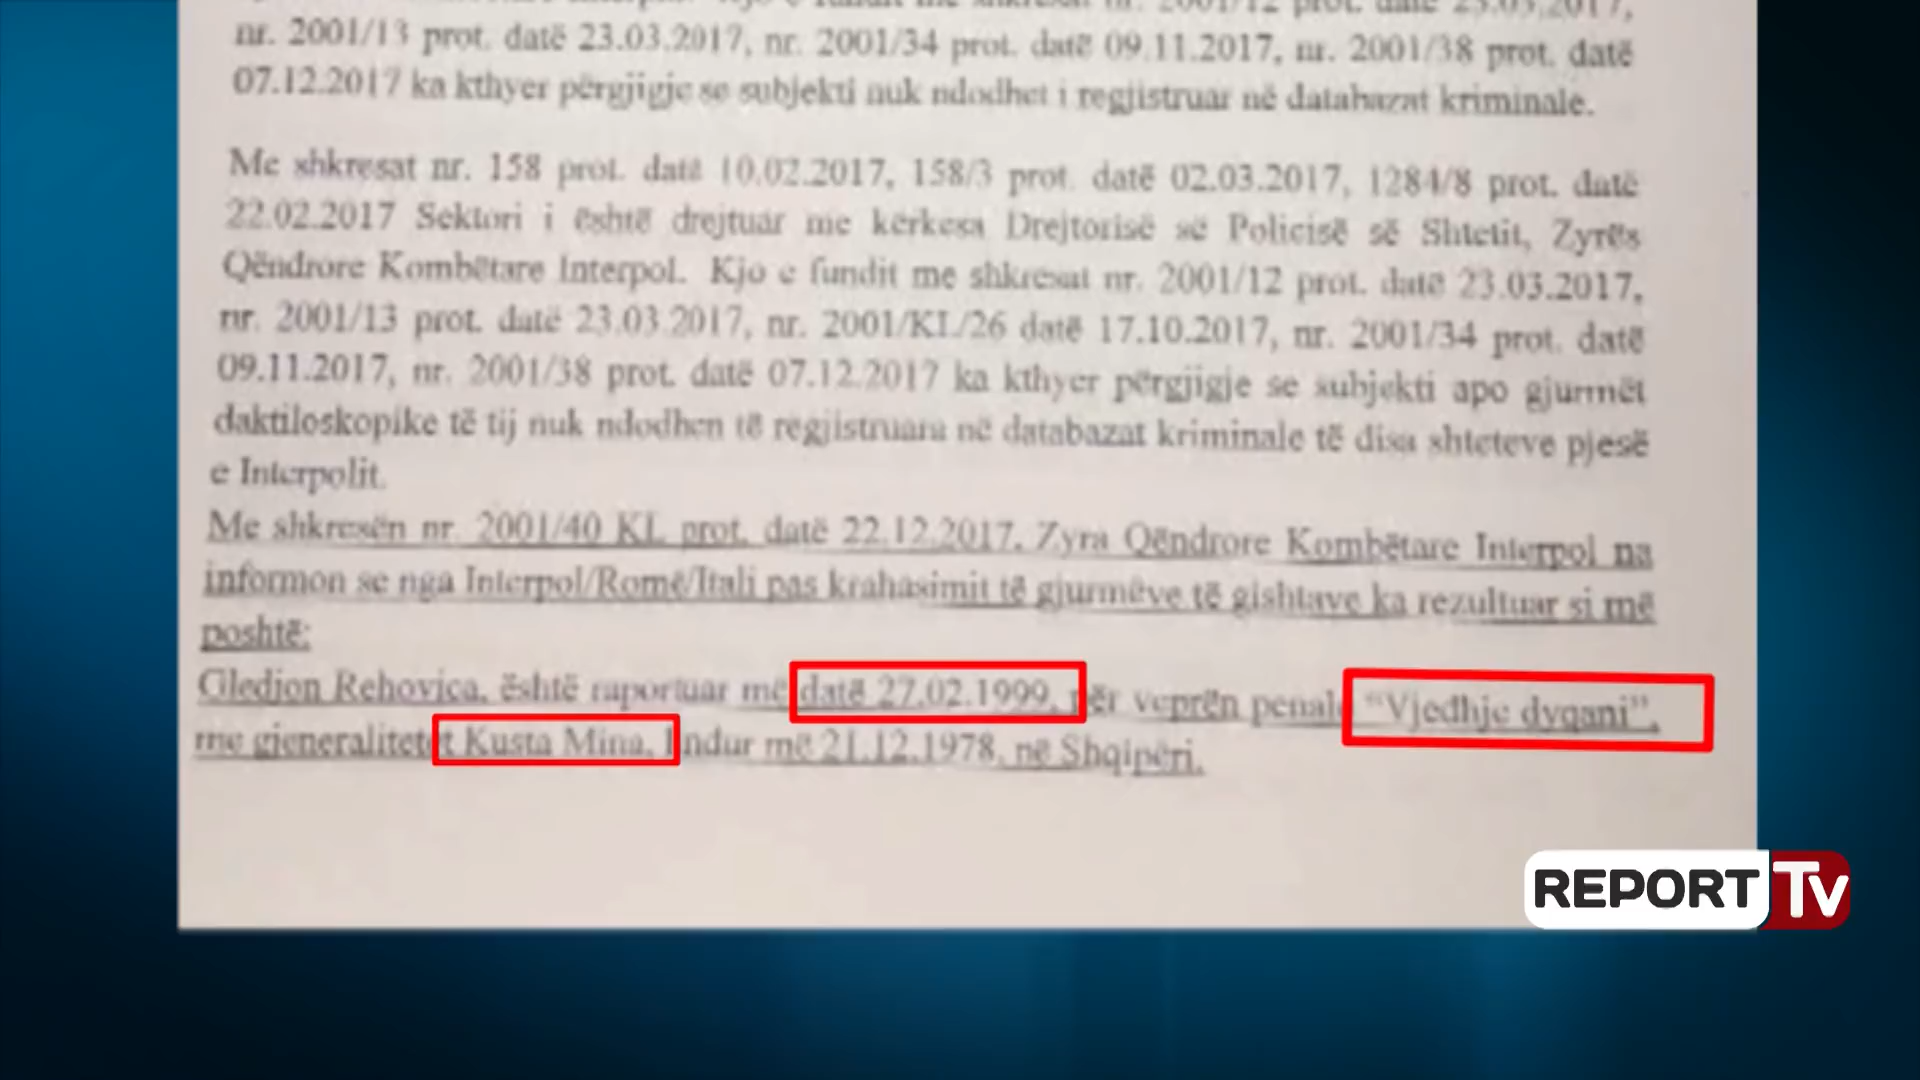 nr. 2001/12 prot. datë 23.03.2017,
nr. 2001/13 prot. datë 23.03.2017, nr. 2001/34 prot. datë 09.11.2017, nr. 2001/38 prot. datë
07.12.2017 ka kthyer përgjigje se subjekti nuk ndodhet i regjistruar në databazat kriminale.
Me shkresat nr. 158 prot. datë 10.02.2017, 158/3 prot. datë 02.03.2017, 1284/8 prot. datë
22.02.2017 Sektori i është drejtuar me kërkesa Drejtorisë së Policisë së Shtetit, Zyrës
Qëndrore Kombëtare Interpol. Kjo e fundit me shkresat nr. 2001/12 prot. datë 23.03.2017,
nr. 2001/13 prot. datë 23.03.2017, nr. 2001/KL/26 datë 17.10.2017, nr. 2001/34 prot. datë
09.11.2017, nr. 2001/38 prot. datë 07.12.2017 ka kthyer përgjigje se subjekti apo gjurmët
daktiloskopike të tij nuk ndodhen të regjistruara në databazat kriminale të disa shteteve pjesë
e Interpolit.
Me shkresën nr. 2001/40 KL prot. datë 22.12.2017, Zyra Qëndrore Kombëtare Interpol na
informon se nga Interpol/Romë/Itali pas krahasimit të gjurmëve të gishtave ka rezultuar si më
poshtë:
Gledjon Rehovica, është raportuar më datë 27.02.1999, për veprën penale "Vjedhje dyqani",
me gjeneralitetet Kusta Mina, lindur më 21.12.1978, në Shqipëri.
REPORT Tv